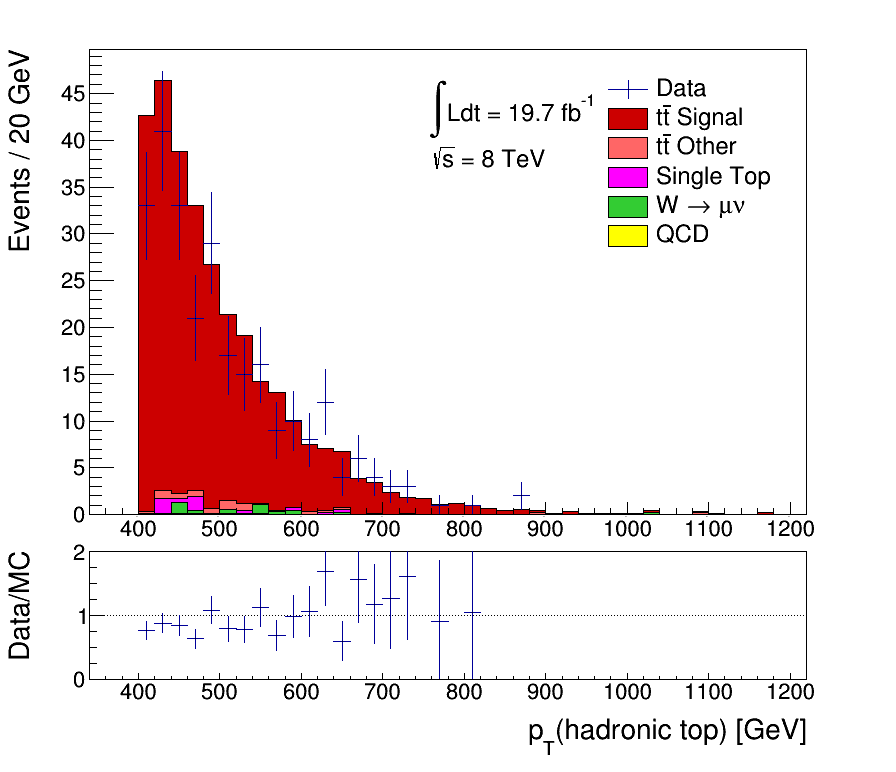 Events / 20 GeV
45
40
35
30
25
20
15
10
5
0
∫Ldt = 19.7 fb⁻¹
√s = 8 TeV
Data
tt̄ Signal
tt̄ Other
Single Top
W → μν
QCD
400 500 600 700 800 900 1000 1100 1200
Data/MC
2
1
0
400 500 600 700 800 900 1000 1100 1200
p_T(hadronic top) [GeV]